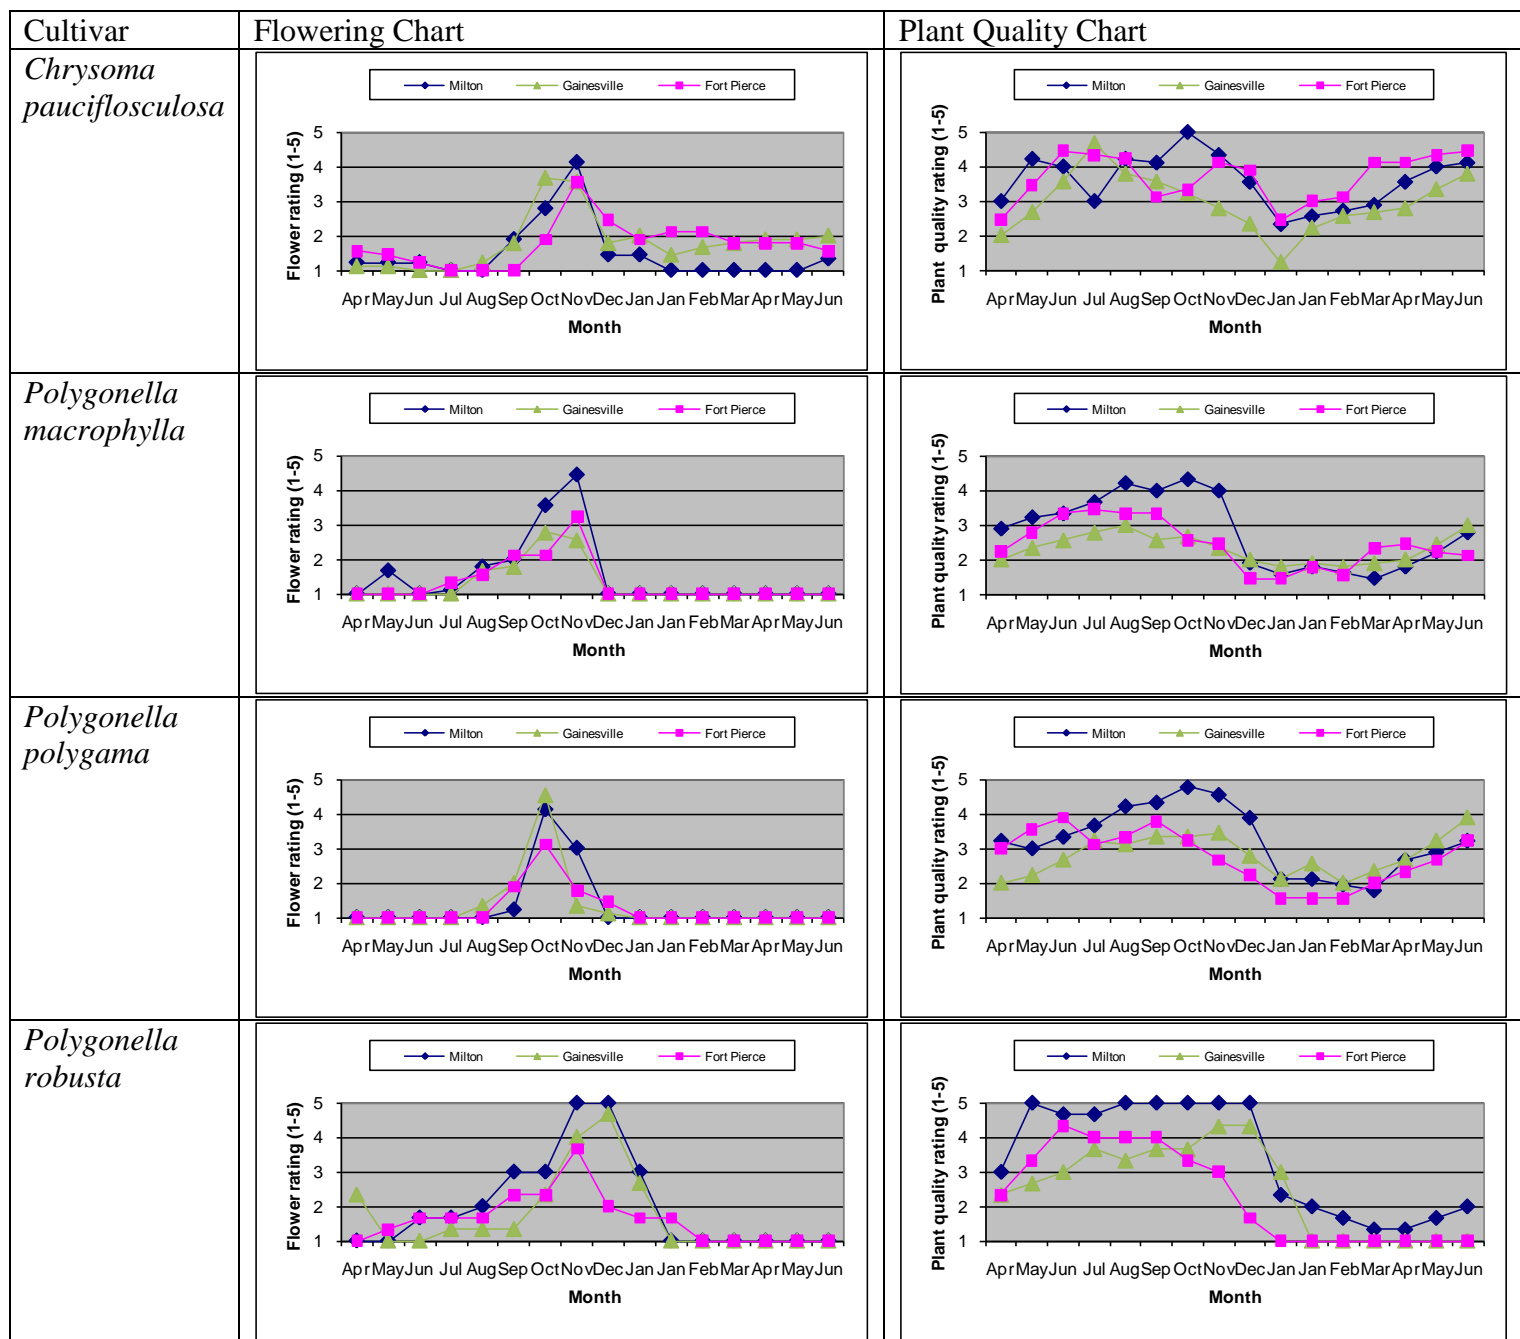 Cultivar Flowering Chart Plant Quality Chart
Chrysoma
pauciflosculosa
Milton Gainesville Fort Pierce
Flower rating (1-5)
5
4
3
2
1
Apr May Jun Jul Aug Sep Oct Nov Dec Jan Jan Feb Mar Apr May Jun
Month
Milton Gainesville Fort Pierce
Plant quality rating (1-5)
5
4
3
2
1
Apr May Jun Jul Aug Sep Oct Nov Dec Jan Jan Feb Mar Apr May Jun
Month
Polygonella
macrophylla
Milton Gainesville Fort Pierce
Flower rating (1-5)
5
4
3
2
1
Apr May Jun Jul Aug Sep Oct Nov Dec Jan Jan Feb Mar Apr May Jun
Month
Milton Gainesville Fort Pierce
Plant quality rating (1-5)
5
4
3
2
1
Apr May Jun Jul Aug Sep Oct Nov Dec Jan Jan Feb Mar Apr May Jun
Month
Polygonella
polygama
Milton Gainesville Fort Pierce
Flower rating (1-5)
5
4
3
2
1
Apr May Jun Jul Aug Sep Oct Nov Dec Jan Jan Feb Mar Apr May Jun
Month
Milton Gainesville Fort Pierce
Plant quality rating (1-5)
5
4
3
2
1
Apr May Jun Jul Aug Sep Oct Nov Dec Jan Jan Feb Mar Apr May Jun
Month
Polygonella
robusta
Milton Gainesville Fort Pierce
Flower rating (1-5)
5
4
3
2
1
Apr May Jun Jul Aug Sep Oct Nov Dec Jan Jan Feb Mar Apr May Jun
Month
Milton Gainesville Fort Pierce
Plant quality rating (1-5)
5
4
3
2
1
Apr May Jun Jul Aug Sep Oct Nov Dec Jan Jan Feb Mar Apr May Jun
Month